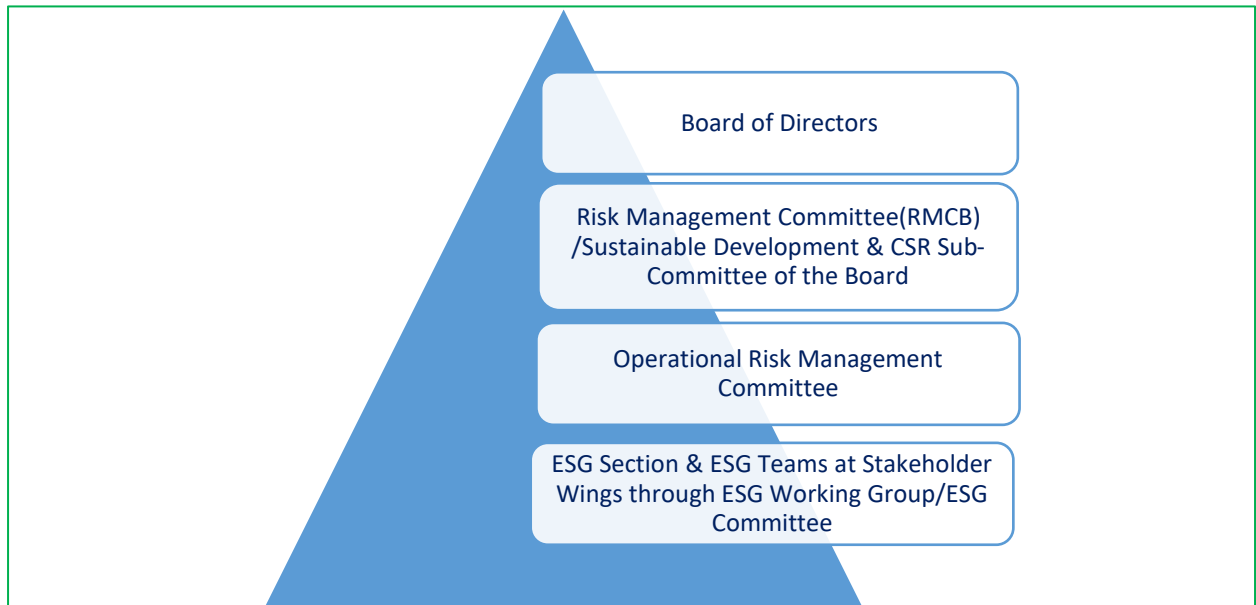 Board of Directors
Risk Management Committee(RMCB)
/Sustainable Development & CSR Sub-
Committee of the Board
Operational Risk Management
Committee
ESG Section & ESG Teams at Stakeholder
Wings through ESG Working Group/ESG
Committee